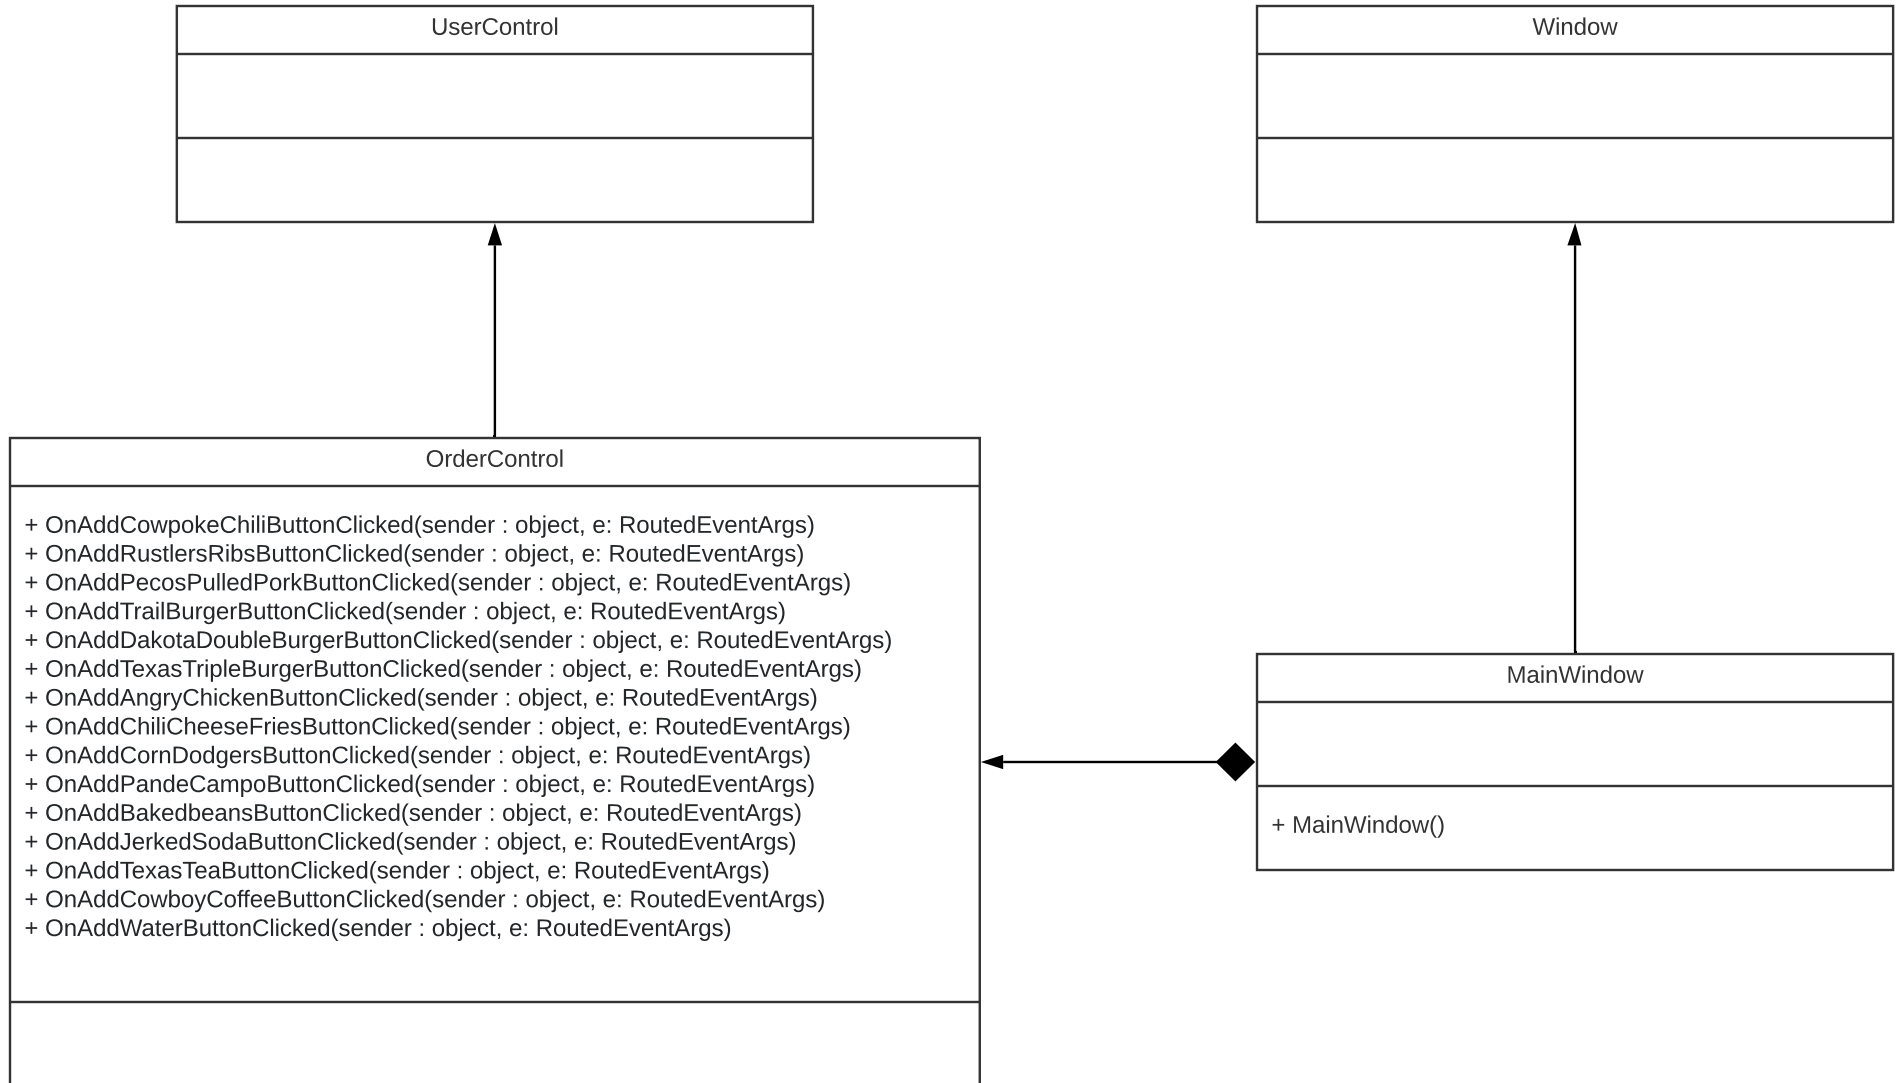 UserControl
Window
OrderControl
+ OnAddCowpokeChiliButtonClicked(sender : object, e: RoutedEventArgs)
+ OnAddRustlersRibsButtonClicked(sender : object, e: RoutedEventArgs)
+ OnAddPecosPulledPorkButtonClicked(sender : object, e: RoutedEventArgs)
+ OnAddTrailBurgerButtonClicked(sender : object, e: RoutedEventArgs)
+ OnAddDakotaDoubleBurgerButtonClicked(sender : object, e: RoutedEventArgs)
+ OnAddTexasTripleBurgerButtonClicked(sender : object, e: RoutedEventArgs)
+ OnAddAngryChickenButtonClicked(sender : object, e: RoutedEventArgs)
+ OnAddChiliCheeseFriesButtonClicked(sender : object, e: RoutedEventArgs)
+ OnAddCornDodgersButtonClicked(sender : object, e: RoutedEventArgs)
+ OnAddPandeCampoButtonClicked(sender : object, e: RoutedEventArgs)
+ OnAddBakedbeansButtonClicked(sender : object, e: RoutedEventArgs)
+ OnAddJerkedSodaButtonClicked(sender : object, e: RoutedEventArgs)
+ OnAddTexasTeaButtonClicked(sender : object, e: RoutedEventArgs)
+ OnAddCowboyCoffeeButtonClicked(sender : object, e: RoutedEventArgs)
+ OnAddWaterButtonClicked(sender : object, e: RoutedEventArgs)
MainWindow
+ MainWindow()